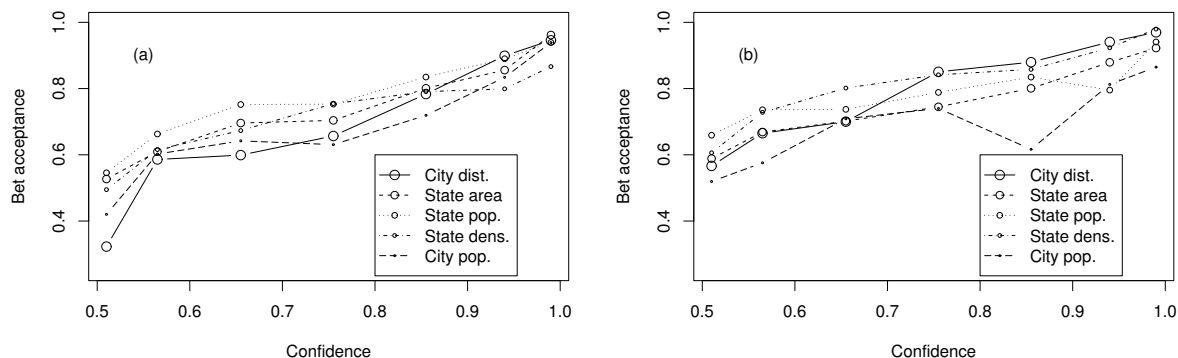 (a)
Bet acceptance
1.0
0.8
0.6
0.4
City dist.
State area
State pop.
State dens.
City pop.
0.5 0.6 0.7 0.8 0.9 1.0
Confidence
(b)
Bet acceptance
1.0
0.8
0.6
0.4
City dist.
State area
State pop.
State dens.
City pop.
0.5 0.6 0.7 0.8 0.9 1.0
Confidence